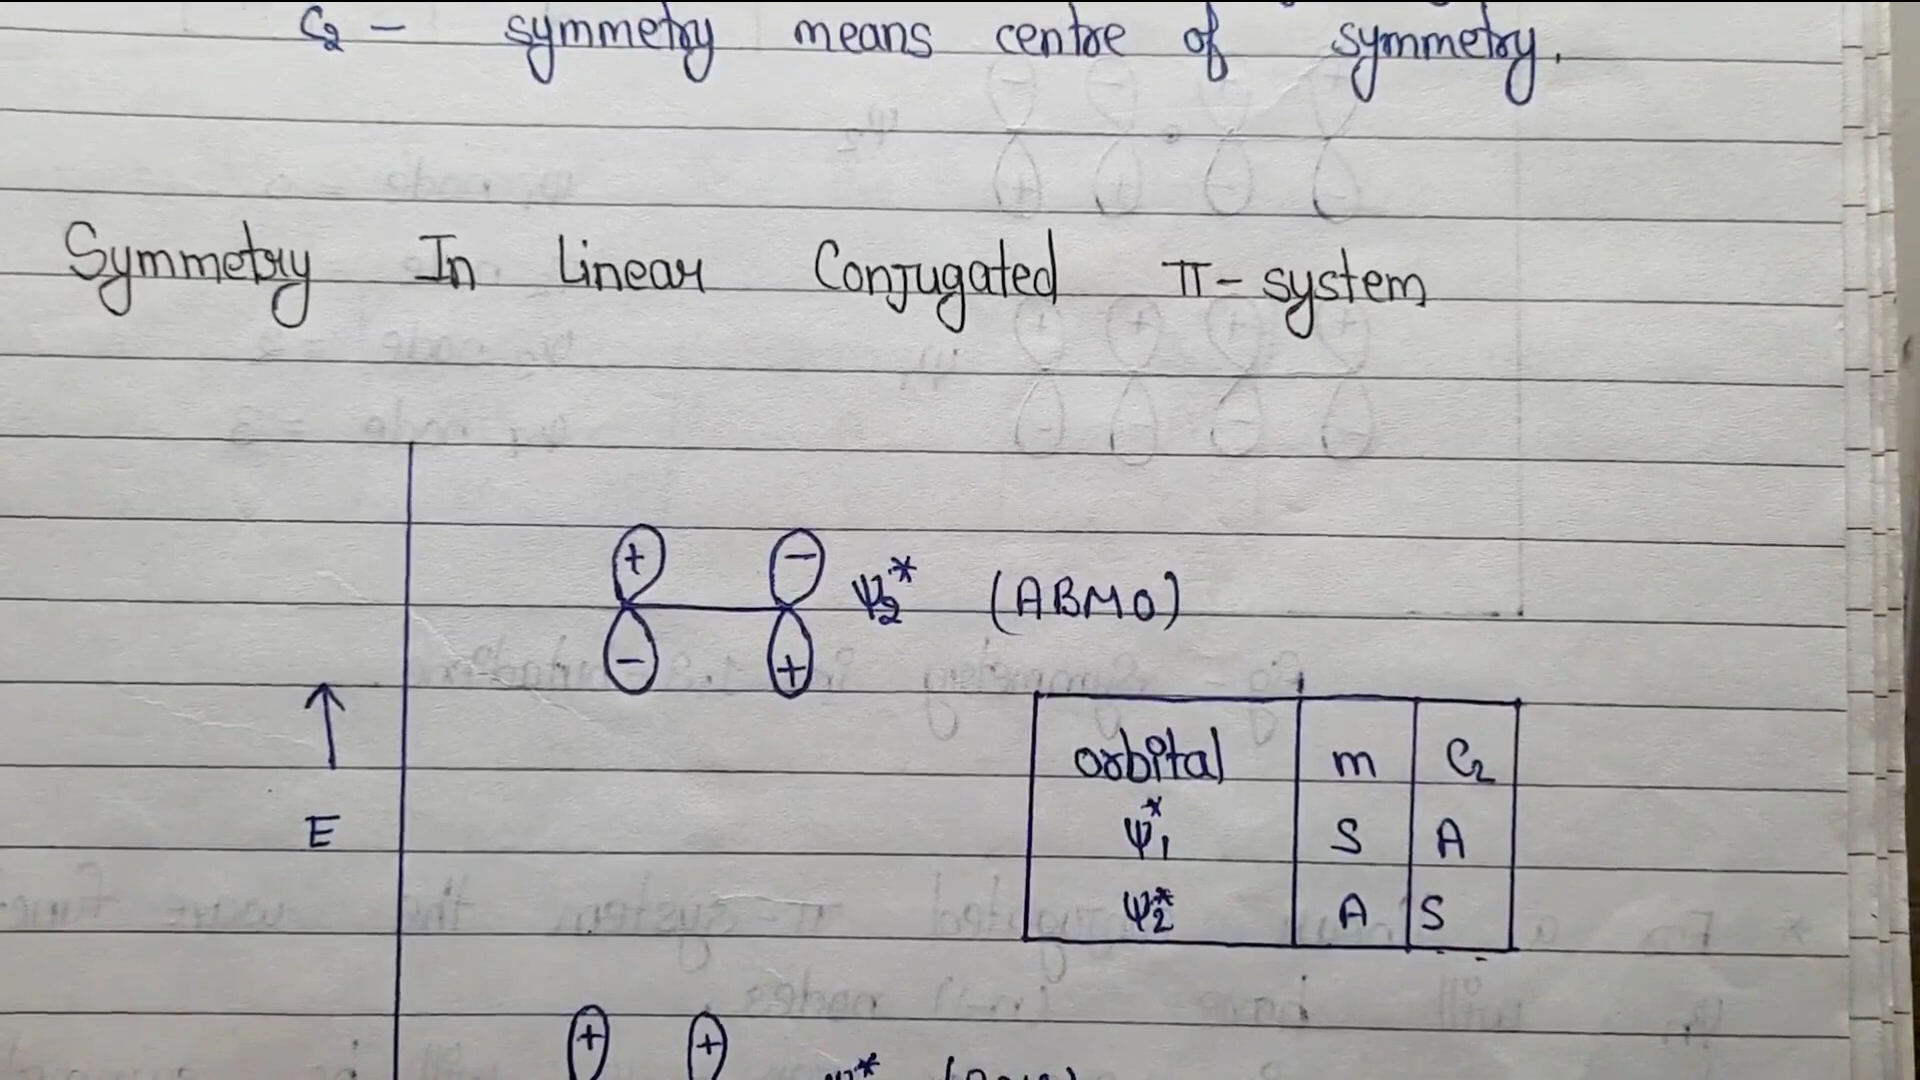 C₂ - symmetry means centre of symmetry.
Symmetry In Linear Conjugated π-system
+ -
ψ₂* (ABMO)
- +
↑
E
orbital m C₂
ψ₁* S A
ψ₂* A S
+ +